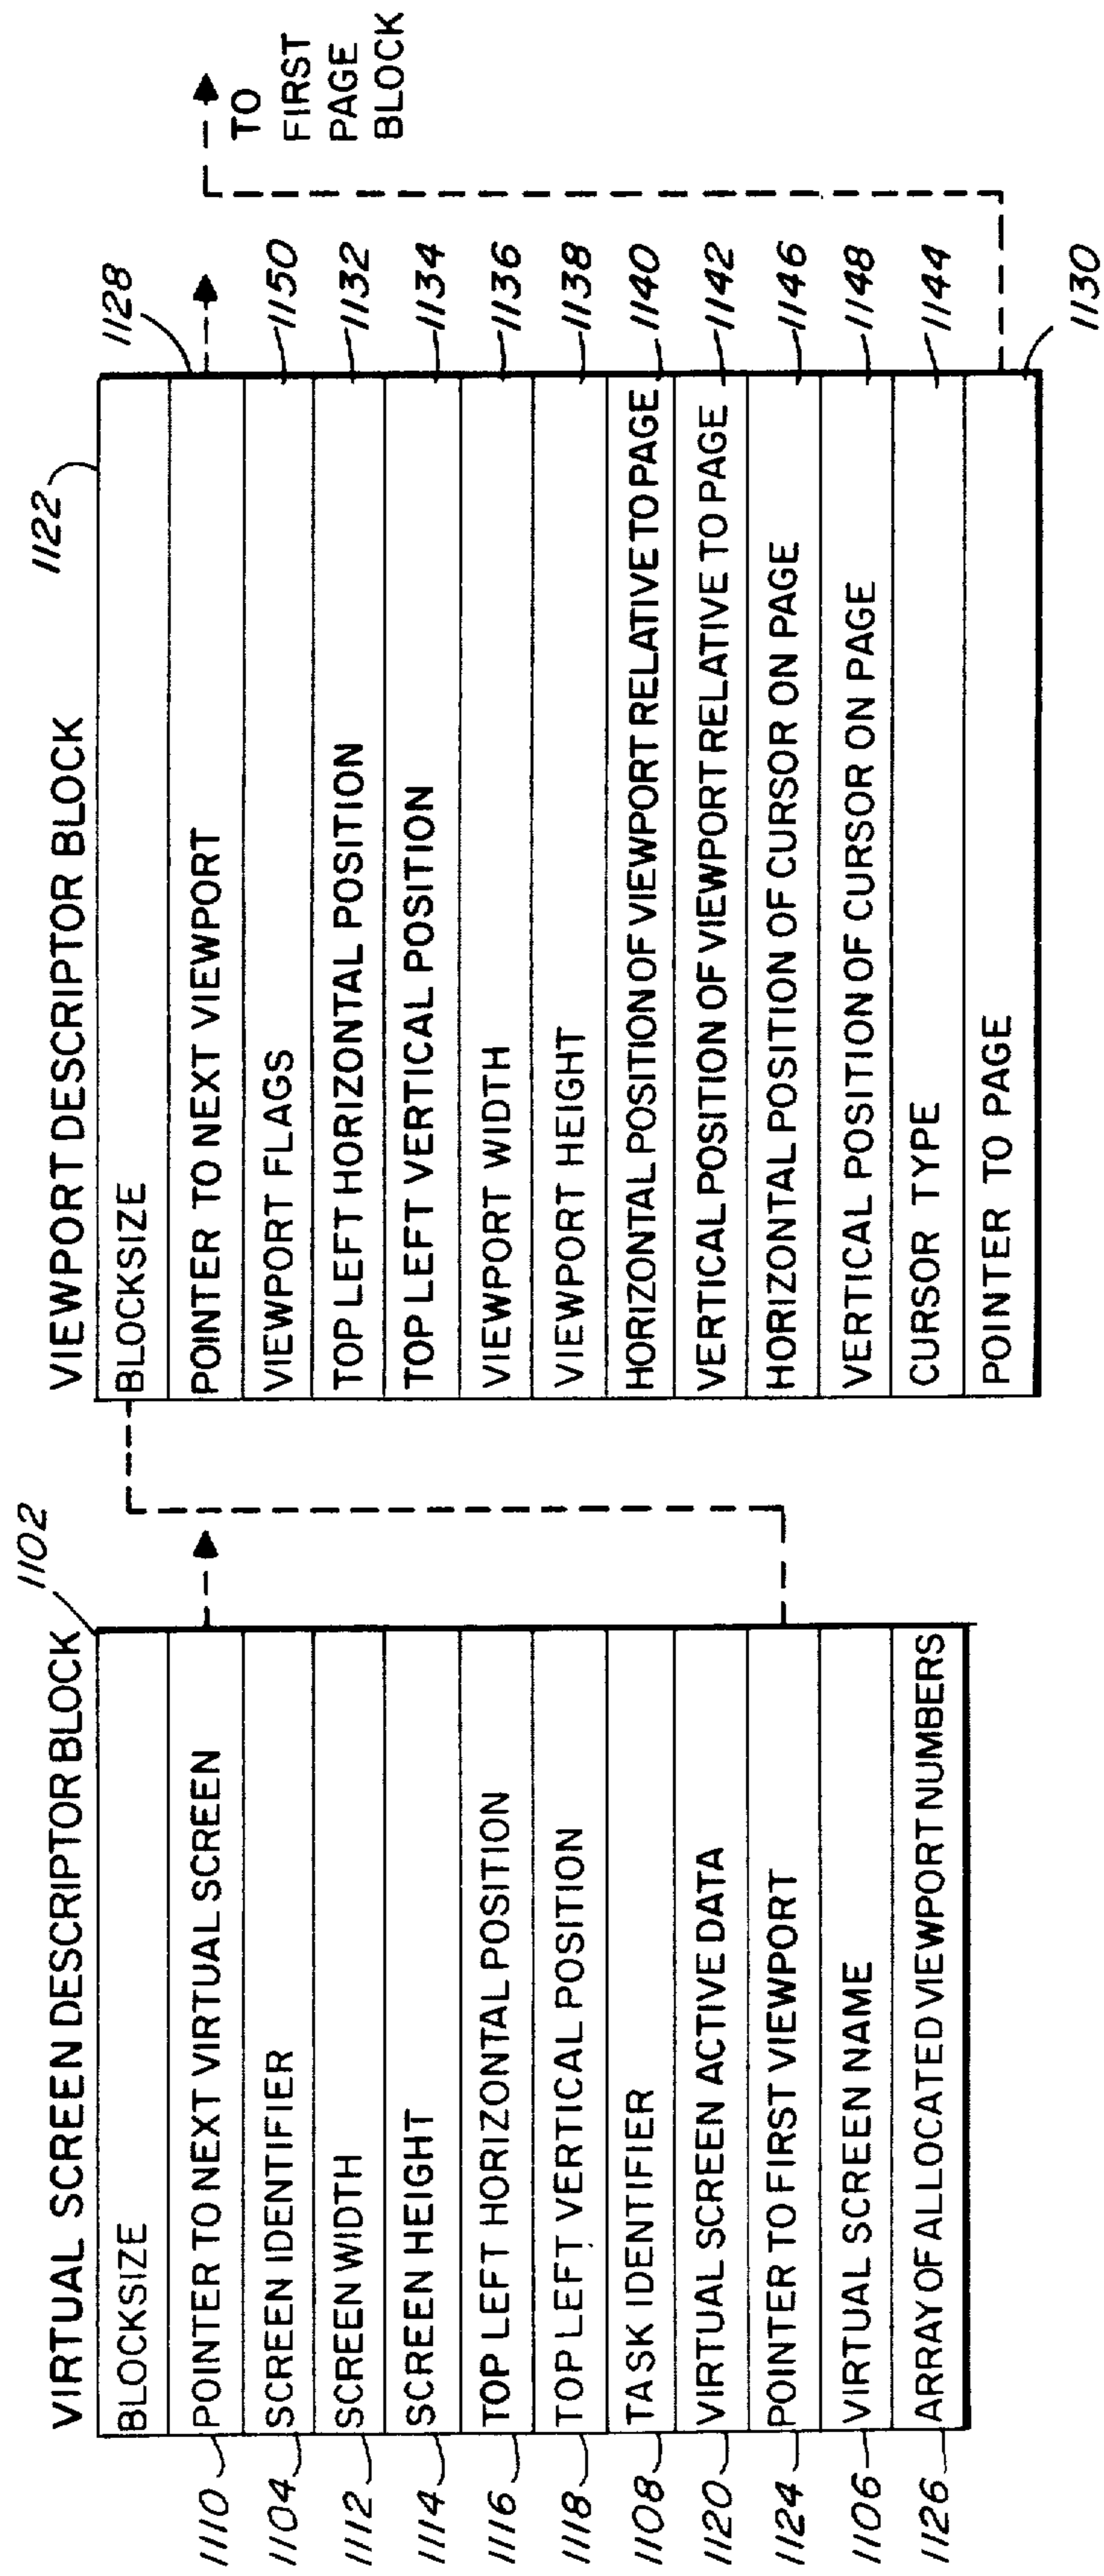 VIRTUAL SCREEN DESCRIPTOR BLOCK
1102
BLOCKSIZE
1110 POINTER TO NEXT VIRTUAL SCREEN
1104 SCREEN IDENTIFIER
1112 SCREEN WIDTH
1114 SCREEN HEIGHT
1116 TOP LEFT HORIZONTAL POSITION
1118 TOP LEFT VERTICAL POSITION
1108 TASK IDENTIFIER
1120 VIRTUAL SCREEN ACTIVE DATA
1124 POINTER TO FIRST VIEWPORT
1106 VIRTUAL SCREEN NAME
1126 ARRAY OF ALLOCATED VIEWPORT NUMBERS
VIEWPORT DESCRIPTOR BLOCK
1122
BLOCKSIZE
1128
POINTER TO NEXT VIEWPORT
VIEWPORT FLAGS 1150
TOP LEFT HORIZONTAL POSITION 1132
TOP LEFT VERTICAL POSITION 1134
VIEWPORT WIDTH 1136
VIEWPORT HEIGHT 1138
HORIZONTAL POSITION OF VIEWPORT RELATIVE TO PAGE 1140
VERTICAL POSITION OF VIEWPORT RELATIVE TO PAGE 1142
HORIZONTAL POSITION OF CURSOR ON PAGE 1146
VERTICAL POSITION OF CURSOR ON PAGE 1148
CURSOR TYPE 1144
POINTER TO PAGE
1130
TO
FIRST
PAGE
BLOCK